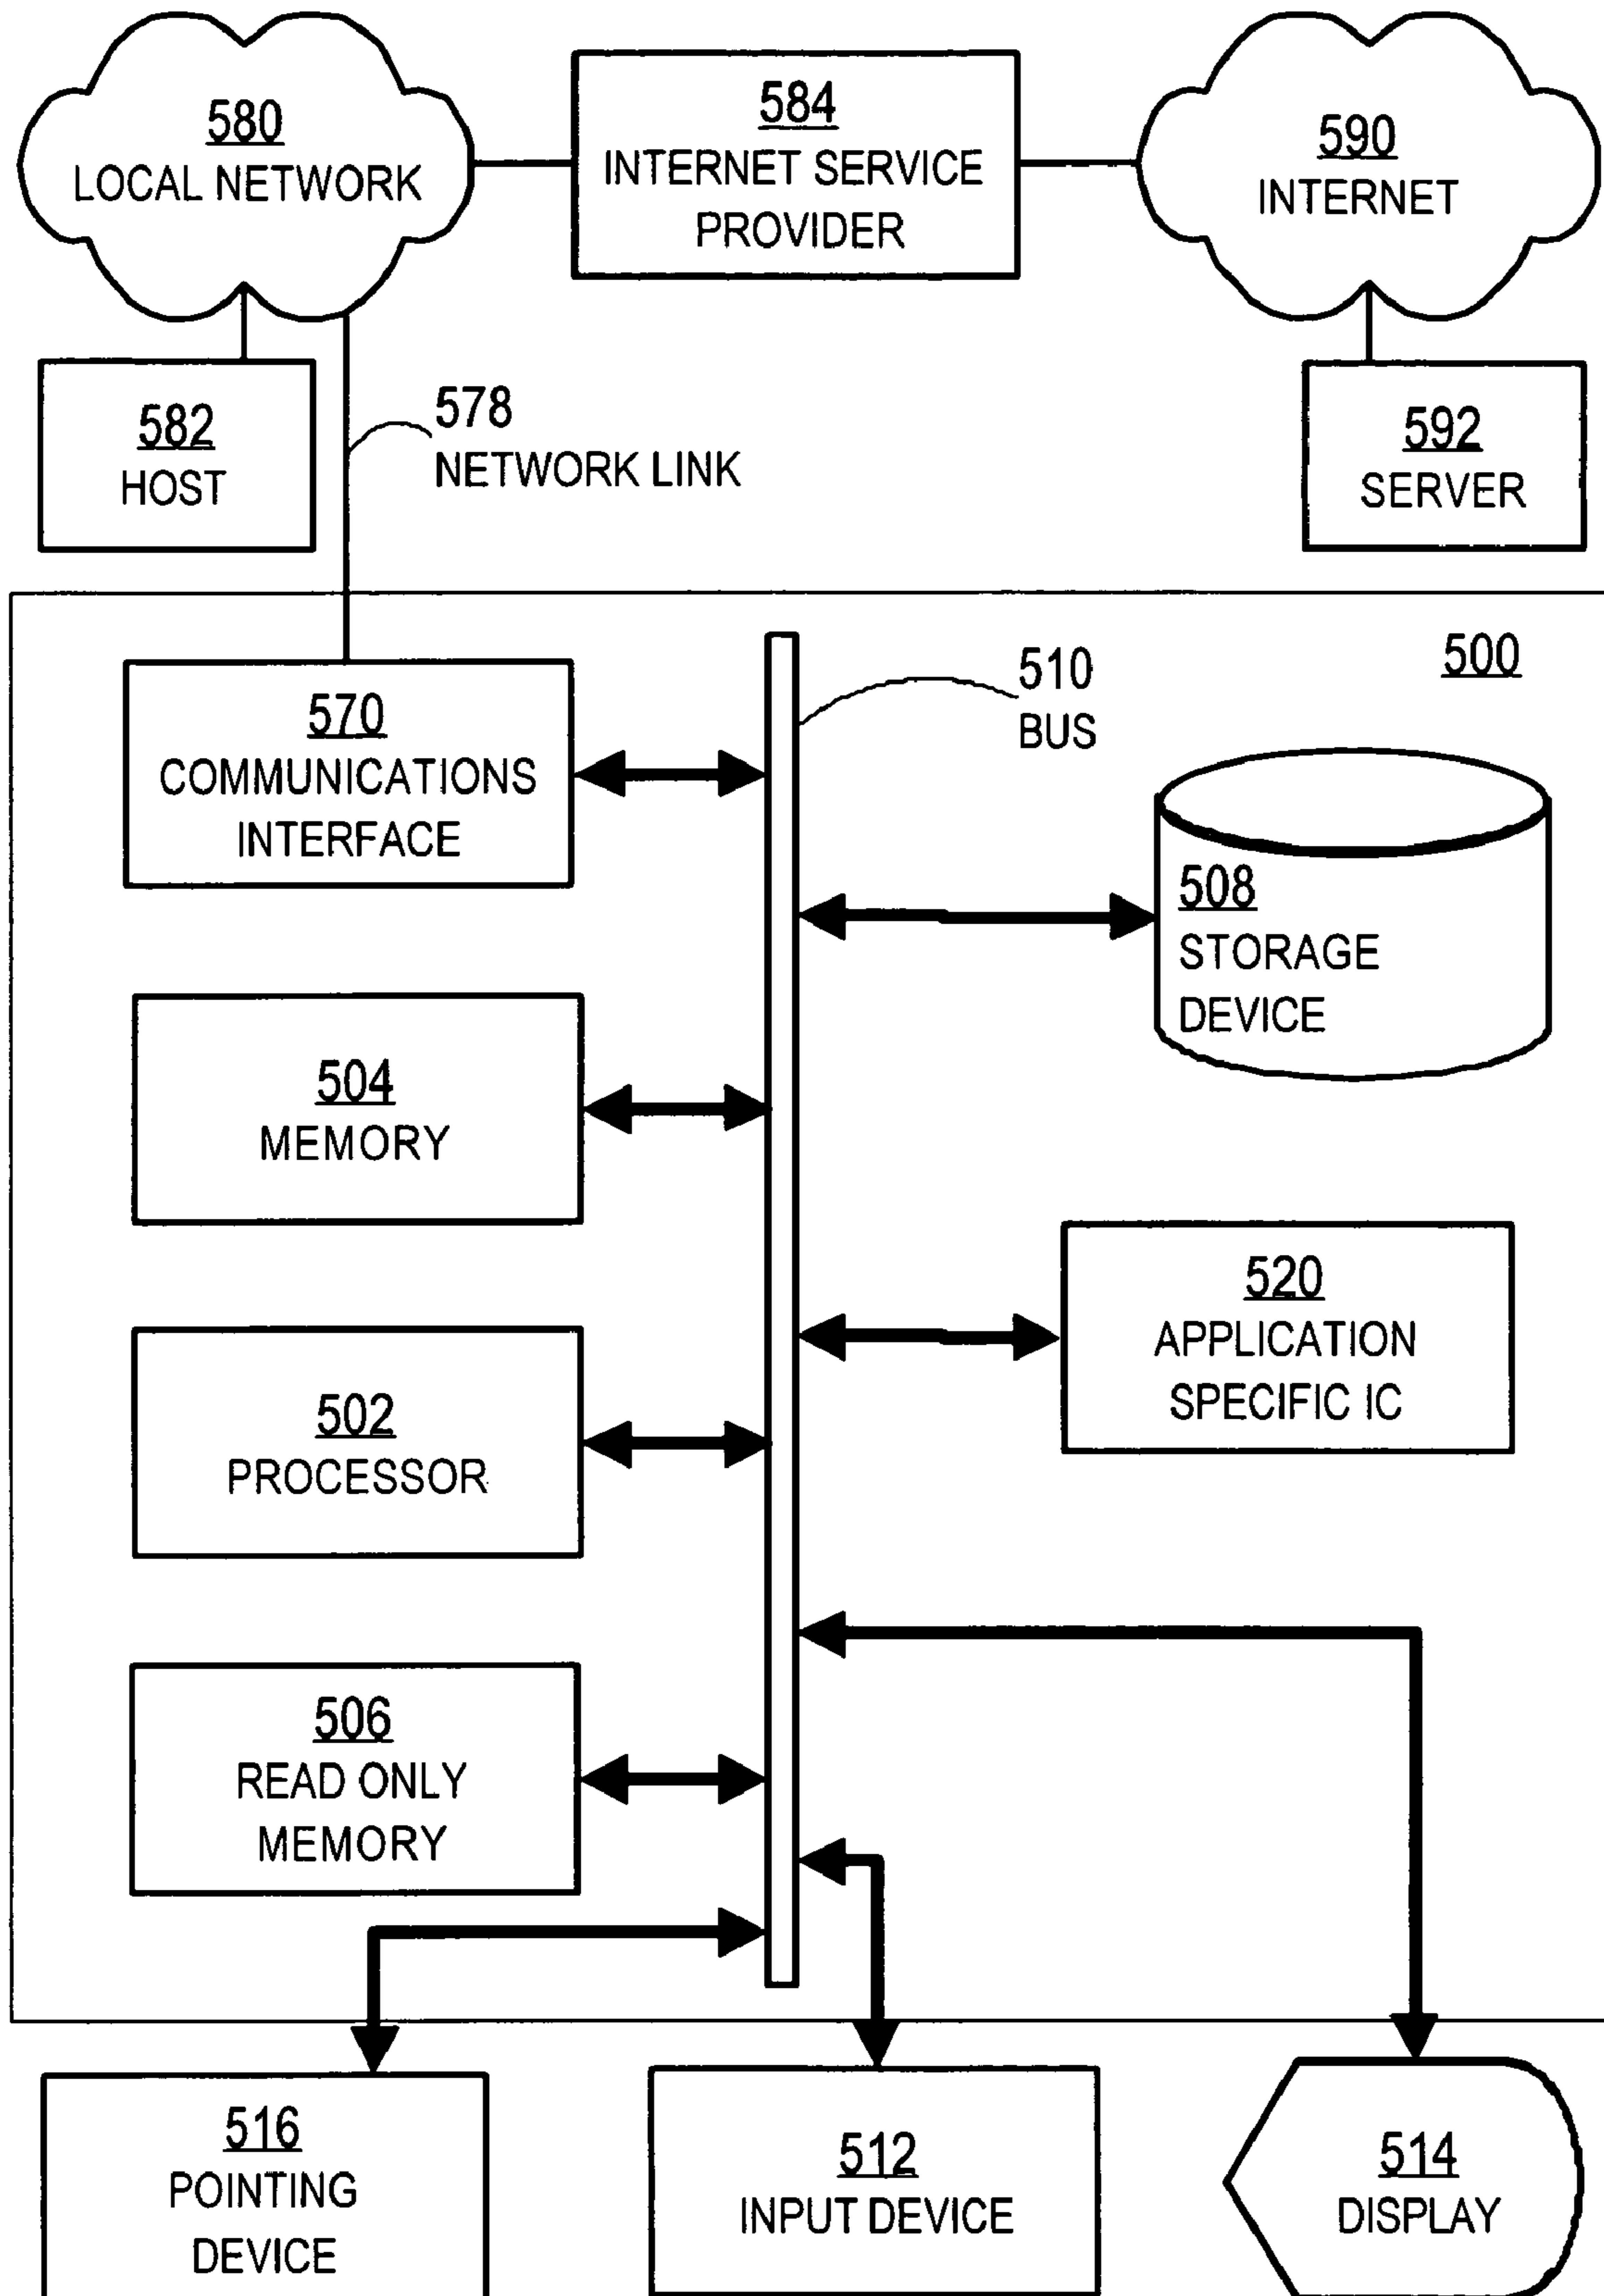 580
LOCAL NETWORK
584
INTERNET SERVICE
PROVIDER
590
INTERNET
582
HOST
578
NETWORK LINK
592
SERVER
500
510
BUS
570
COMMUNICATIONS
INTERFACE
508
STORAGE
DEVICE
504
MEMORY
520
APPLICATION
SPECIFIC IC
502
PROCESSOR
506
READ ONLY
MEMORY
516
POINTING
DEVICE
512
INPUT DEVICE
514
DISPLAY